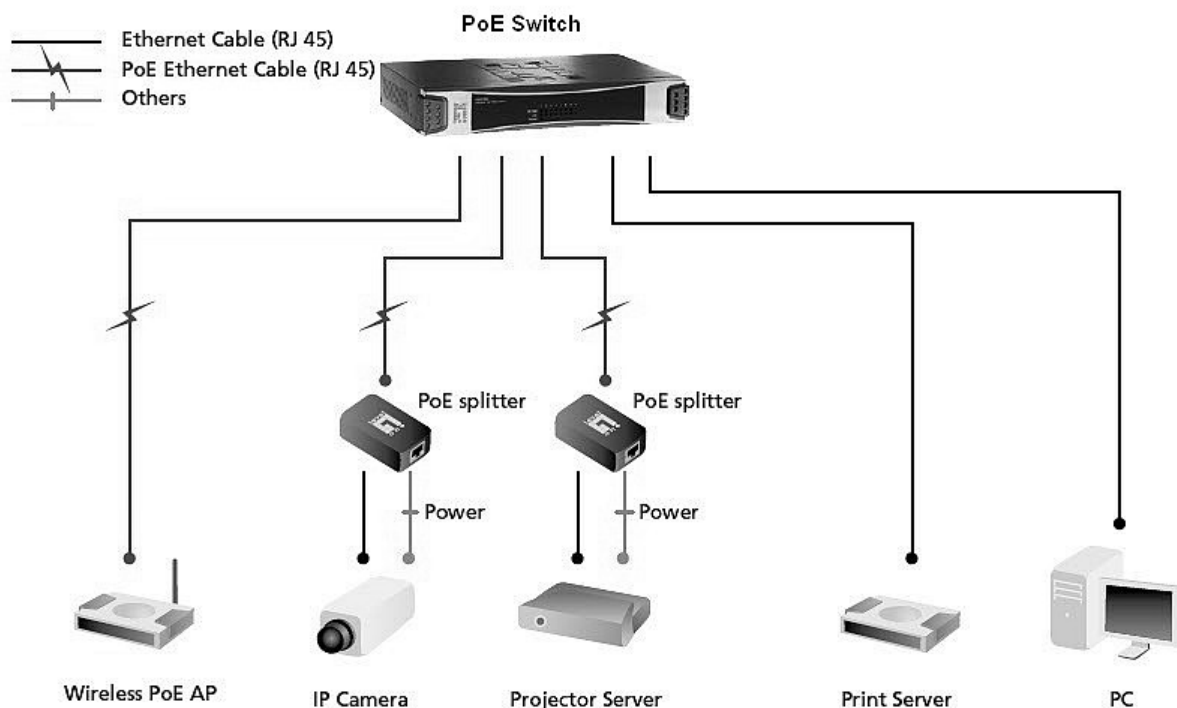 PoE Switch
Ethernet Cable (RJ 45)
PoE Ethernet Cable (RJ 45)
Others
PoE splitter
PoE splitter
Power
Power
Wireless PoE AP
IP Camera
Projector Server
Print Server
PC